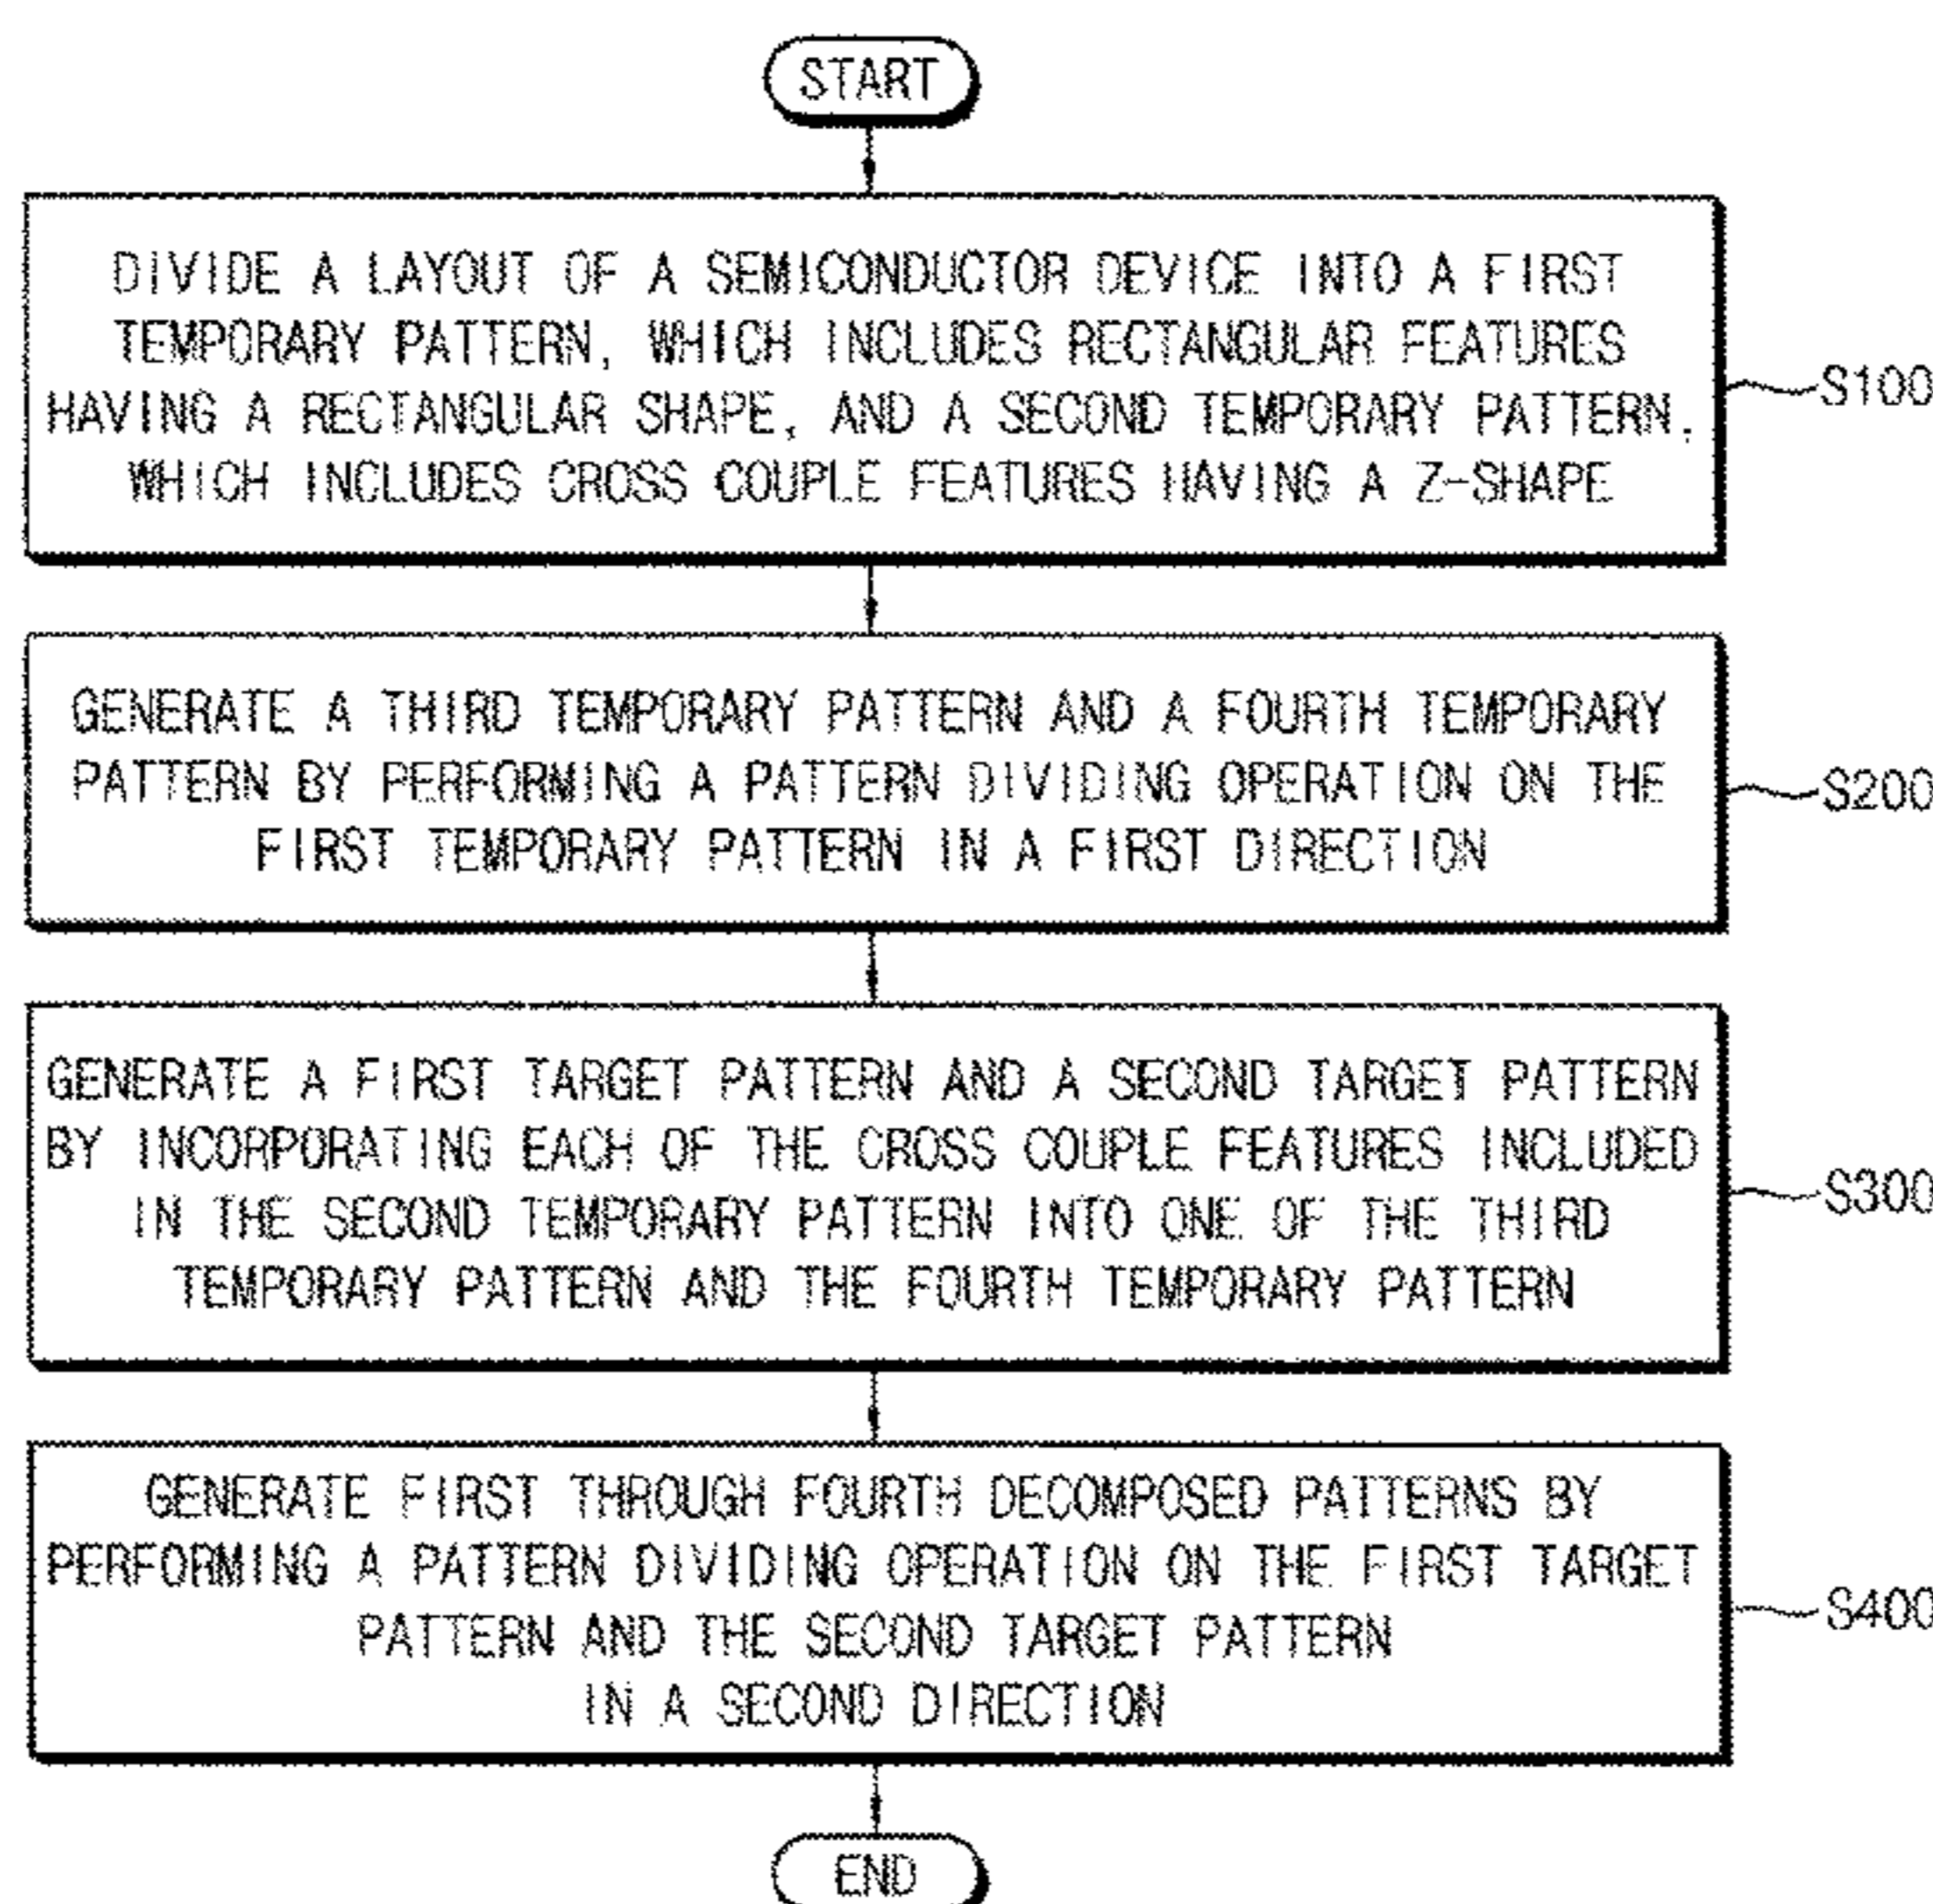 START
DIVIDE A LAYOUT OF A SEMICONDUCTOR DEVICE INTO A FIRST
TEMPORARY PATTERN, WHICH INCLUDES RECTANGULAR FEATURES
HAVING A RECTANGULAR SHAPE, AND A SECOND TEMPORARY PATTERN,
WHICH INCLUDES CROSS COUPLE FEATURES HAVING A Z-SHAPE
S100
GENERATE A THIRD TEMPORARY PATTERN AND A FOURTH TEMPORARY
PATTERN BY PERFORMING A PATTERN DIVIDING OPERATION ON THE
FIRST TEMPORARY PATTERN IN A FIRST DIRECTION
S200
GENERATE A FIRST TARGET PATTERN AND A SECOND TARGET PATTERN
BY INCORPORATING EACH OF THE CROSS COUPLE FEATURES INCLUDED
IN THE SECOND TEMPORARY PATTERN INTO ONE OF THE THIRD
TEMPORARY PATTERN AND THE FOURTH TEMPORARY PATTERN
S300
GENERATE FIRST THROUGH FOURTH DECOMPOSED PATTERNS BY
PERFORMING A PATTERN DIVIDING OPERATION ON THE FIRST TARGET
PATTERN AND THE SECOND TARGET PATTERN
IN A SECOND DIRECTION
S400
END